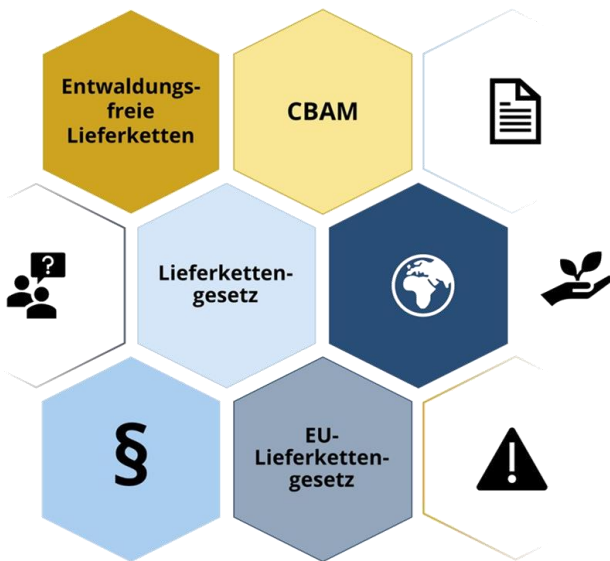 Entwaldungs-
freie
Lieferketten
CBAM
?
Lieferketten-
gesetz
§
EU-
Lieferketten-
gesetz
!